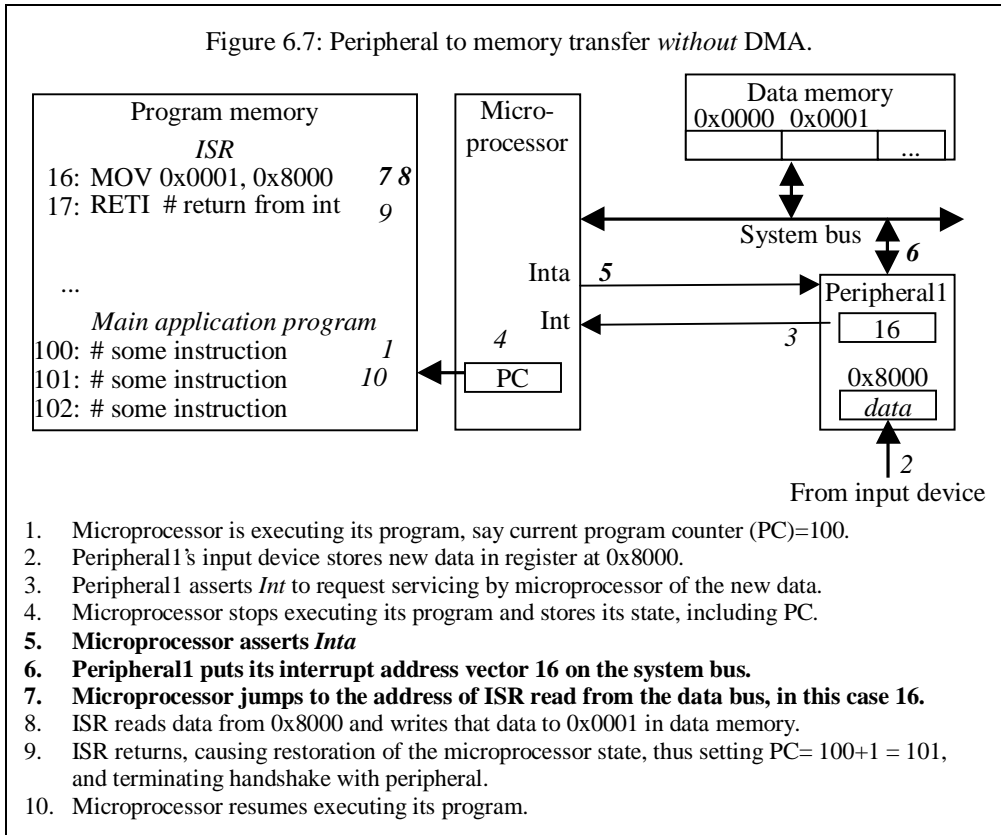 Figure 6.7: Peripheral to memory transfer without DMA.
Program memory
ISR
16: MOV 0x0001, 0x8000 7 8
17: RETI # return from int 9
...
Main application program
100: # some instruction 1
101: # some instruction 10
102: # some instruction
Micro-
processor
Inta
5
Int
3
4
PC
Data memory
0x0000 0x0001
...
System bus
6
Peripheral1
16
0x8000
data
2
From input device
1. Microprocessor is executing its program, say current program counter (PC)=100.
2. Peripheral1's input device stores new data in register at 0x8000.
3. Peripheral1 asserts Int to request servicing by microprocessor of the new data.
4. Microprocessor stops executing its program and stores its state, including PC.
5. Microprocessor asserts Inta
6. Peripheral1 puts its interrupt address vector 16 on the system bus.
7. Microprocessor jumps to the address of ISR read from the data bus, in this case 16.
8. ISR reads data from 0x8000 and writes that data to 0x0001 in data memory.
9. ISR returns, causing restoration of the microprocessor state, thus setting PC= 100+1 = 101,
and terminating handshake with peripheral.
10. Microprocessor resumes executing its program.